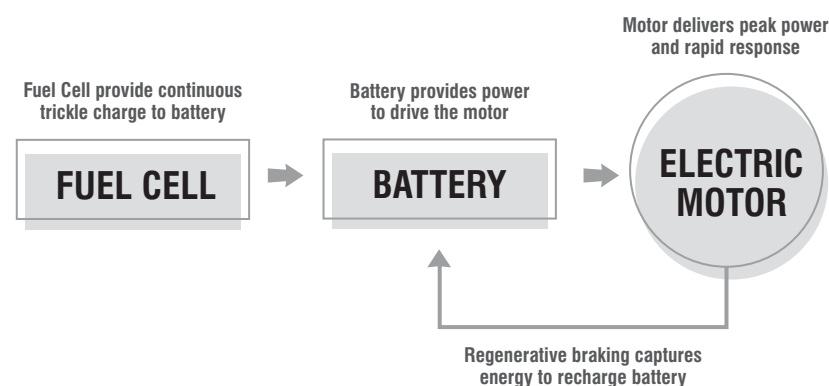 Motor delivers peak power
and rapid response
Fuel Cell provide continuous
trickle charge to battery
Battery provides power
to drive the motor
FUEL CELL
BATTERY
ELECTRIC
MOTOR
Regenerative braking captures
energy to recharge battery